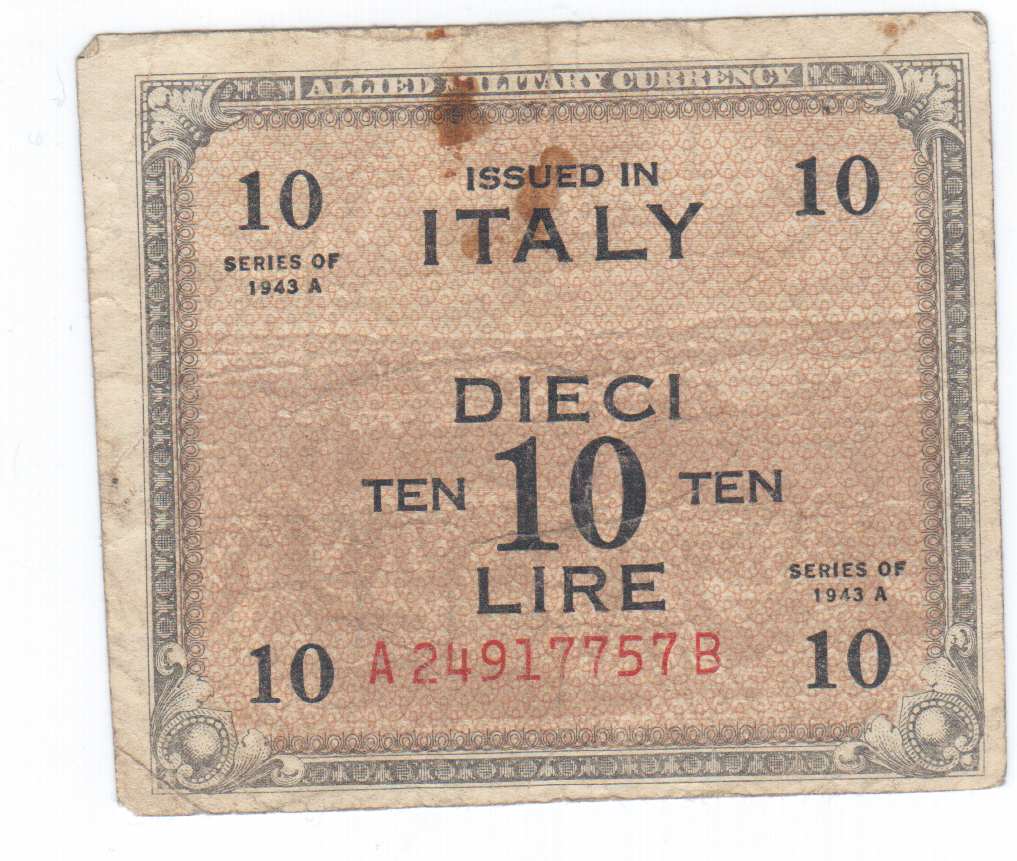 ALLIED MILITARY CURRENCY
10 ISSUED IN 10
ITALY
SERIES OF
1943 A
DIECI
TEN 10 TEN
LIRE
SERIES OF
1943 A
10 A24917757B 10